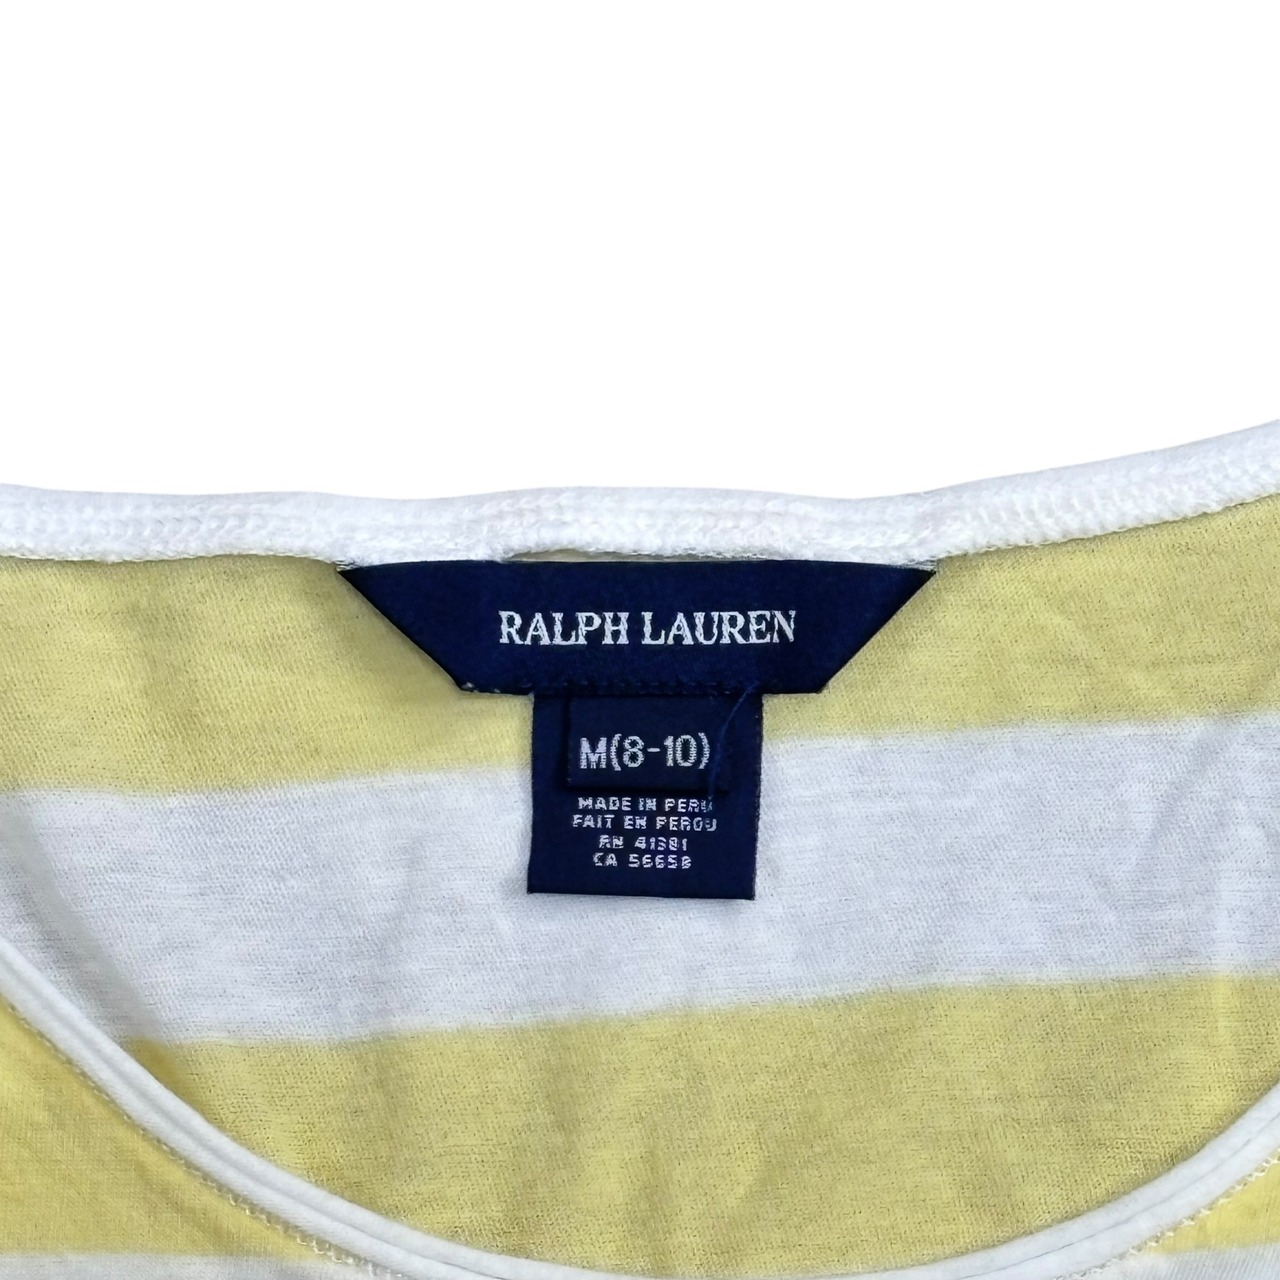 RALPH LAUREN
M(8-10)
MADE IN PERU
FAIT EN PEROU
RN 41381
CA 56658